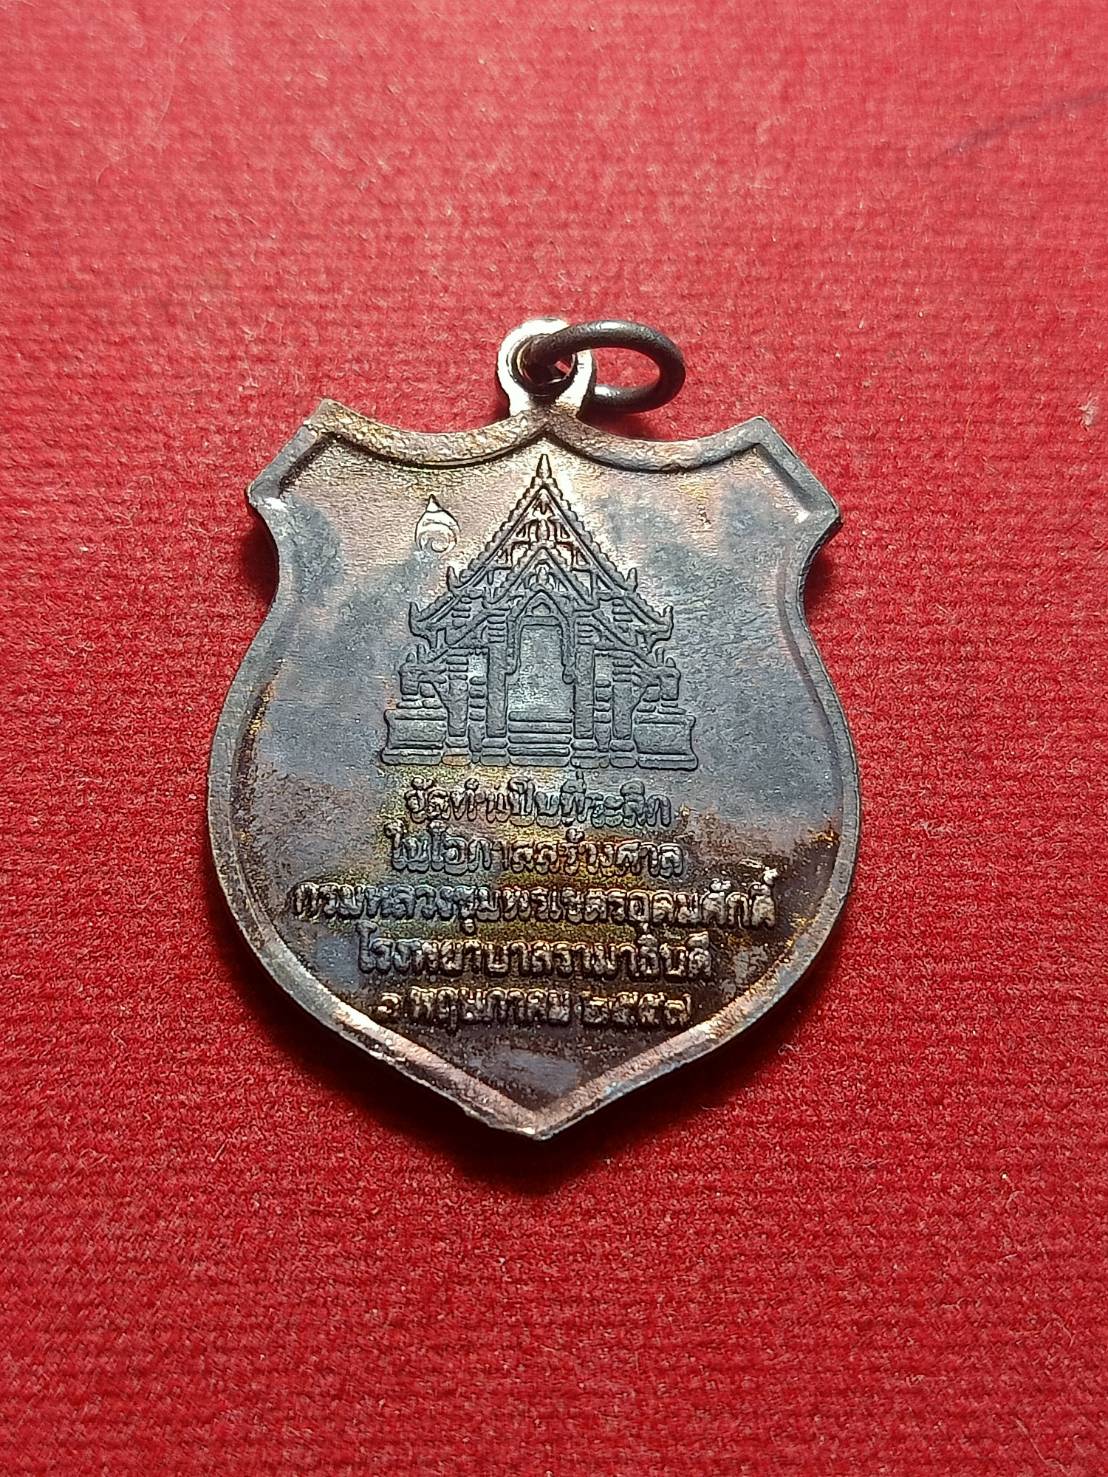 จัดทำเป็นที่ระลึก
ในโอกาสสร้างศาล
กรมหลวงชุมพรเขตรอุดมศักดิ์
โรงพยาบาลรามาธิบดี
๑ พฤษภาคม ๒๕๕๗